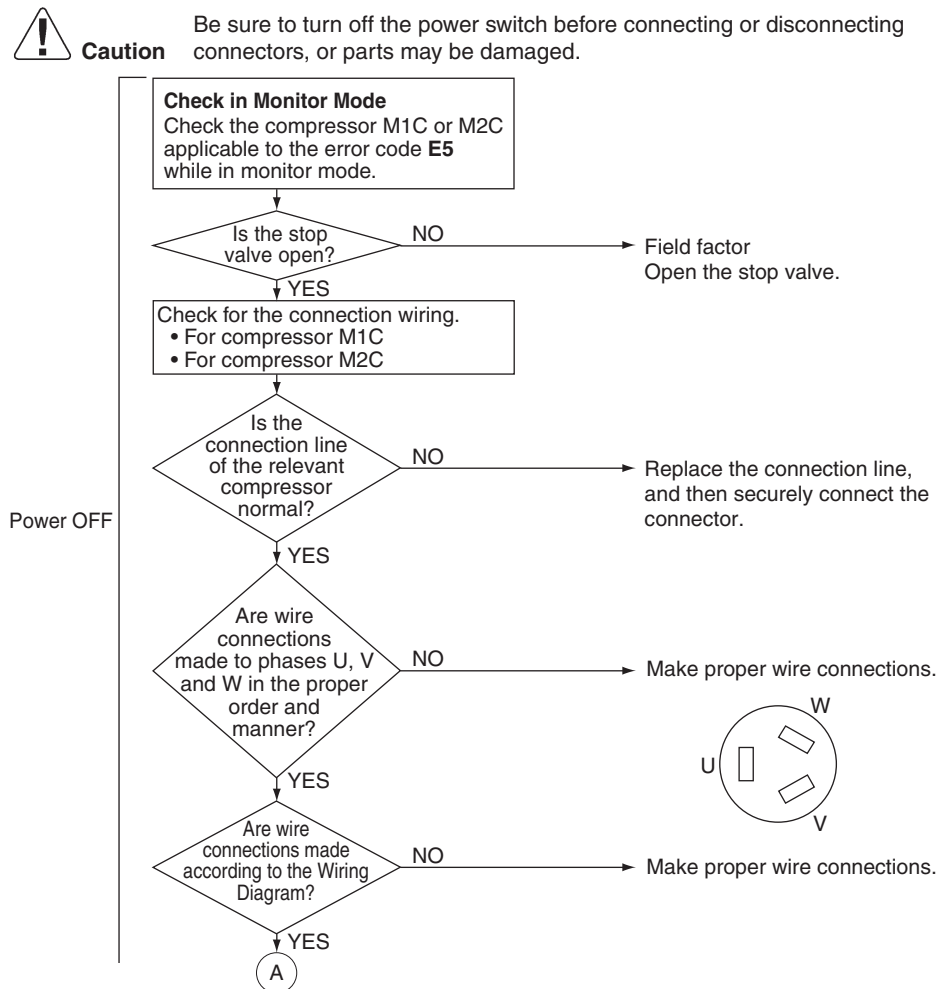 Be sure to turn off the power switch before connecting or disconnecting
Caution connectors, or parts may be damaged.
Check in Monitor Mode
Check the compressor M1C or M2C
applicable to the error code E5
while in monitor mode.
Is the stop
valve open?
NO
Field factor
Open the stop valve.
YES
Check for the connection wiring.
• For compressor M1C
• For compressor M2C
Is the
connection line
of the relevant
compressor
normal?
NO
Replace the connection line,
and then securely connect the
connector.
Power OFF
YES
Are wire
connections
made to phases U, V
and W in the proper
order and
manner?
NO
Make proper wire connections.
W
U
V
YES
Are wire
connections made
according to the Wiring
Diagram?
NO
Make proper wire connections.
YES
A